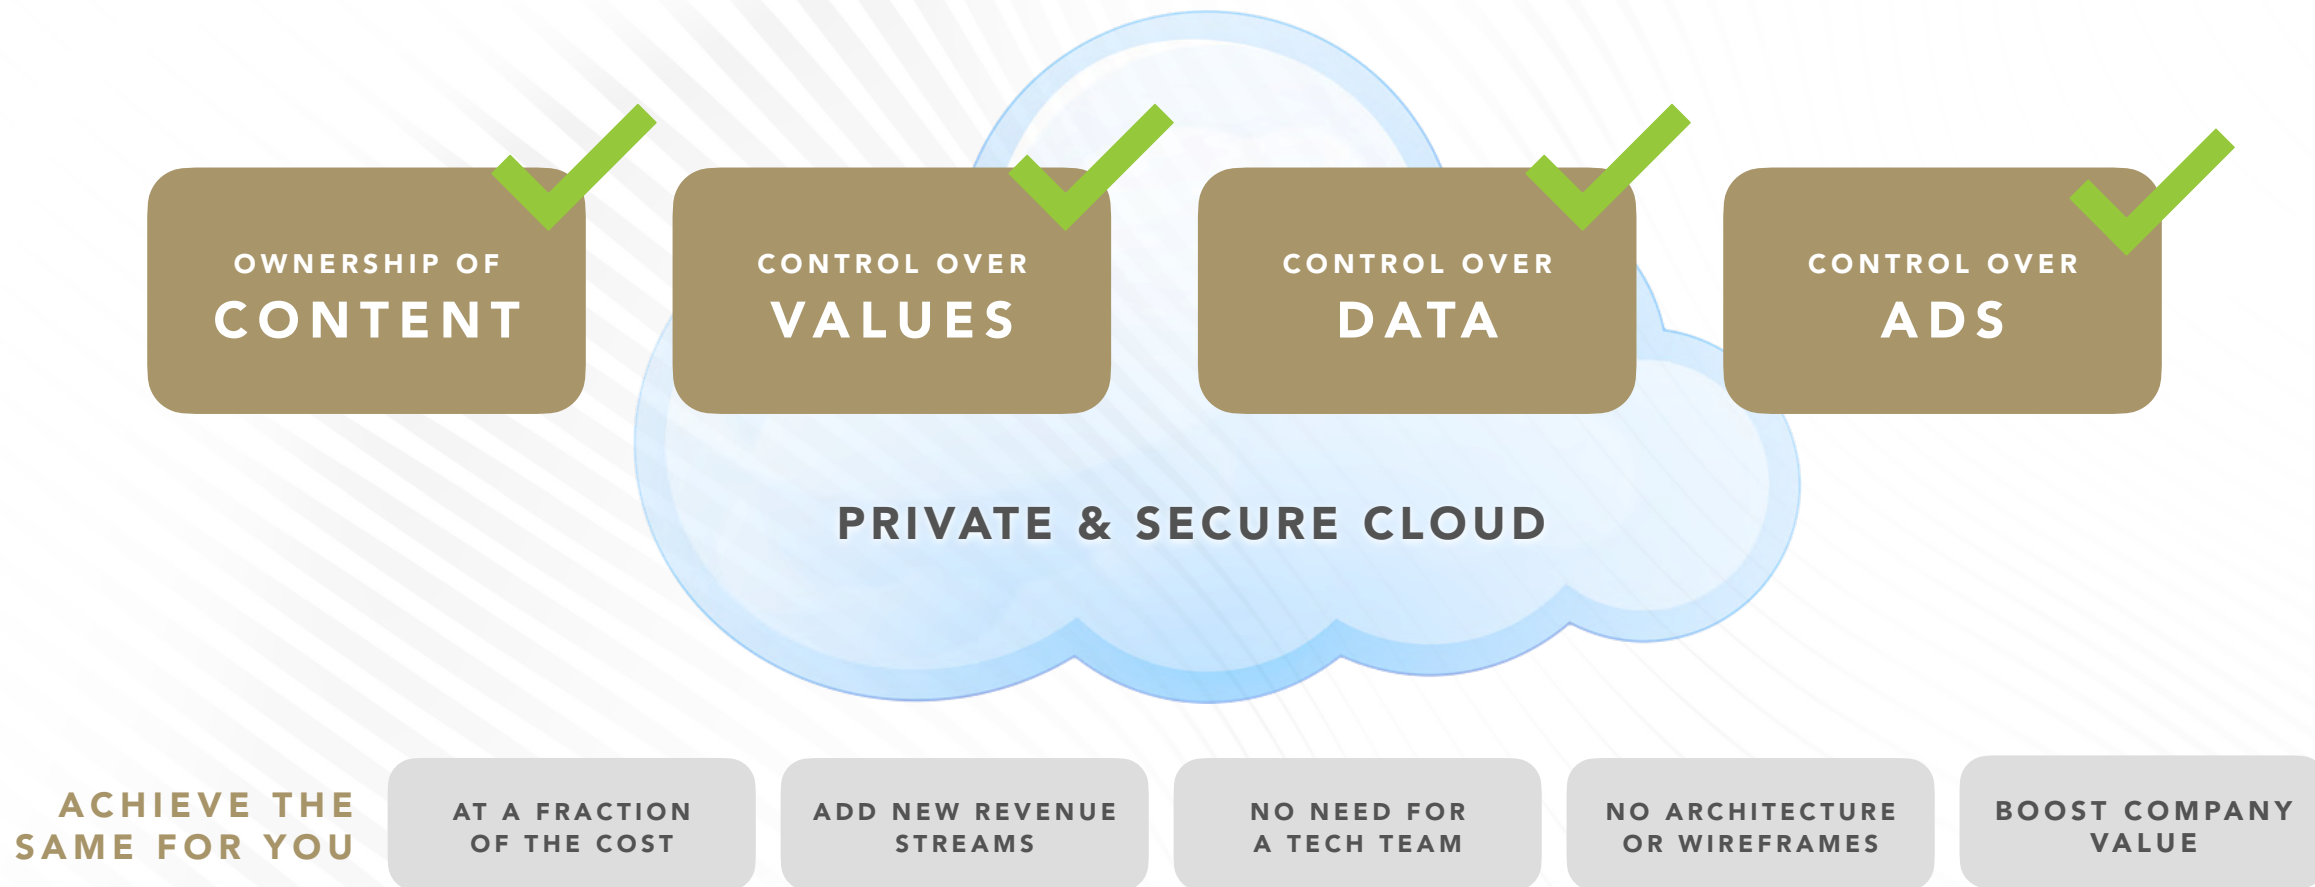 OWNERSHIP OF
CONTENT
CONTROL OVER
VALUES
CONTROL OVER
DATA
CONTROL OVER
ADS
PRIVATE & SECURE CLOUD
ACHIEVE THE
SAME FOR YOU
AT A FRACTION
OF THE COST
ADD NEW REVENUE
STREAMS
NO NEED FOR
A TECH TEAM
NO ARCHITECTURE
OR WIREFRAMES
BOOST COMPANY
VALUE